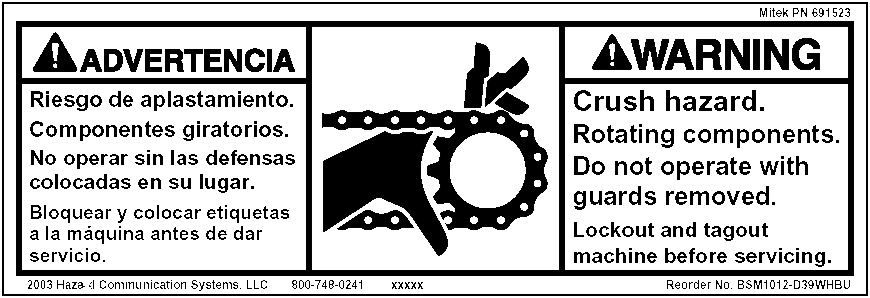 Mitek PN 691523
ADVERTENCIA
Riesgo de aplastamiento.
Componentes giratorios.
No operar sin las defensas
colocadas en su lugar.
Bloquear y colocar etiquetas
a la máquina antes de dar
servicio.
WARNING
Crush hazard.
Rotating components.
Do not operate with
guards removed.
Lockout and tagout
machine before servicing.
2003 Communication Systems, LLC 800-748-0241 xxxxx Reorder No. BSM1012-D39WHBU